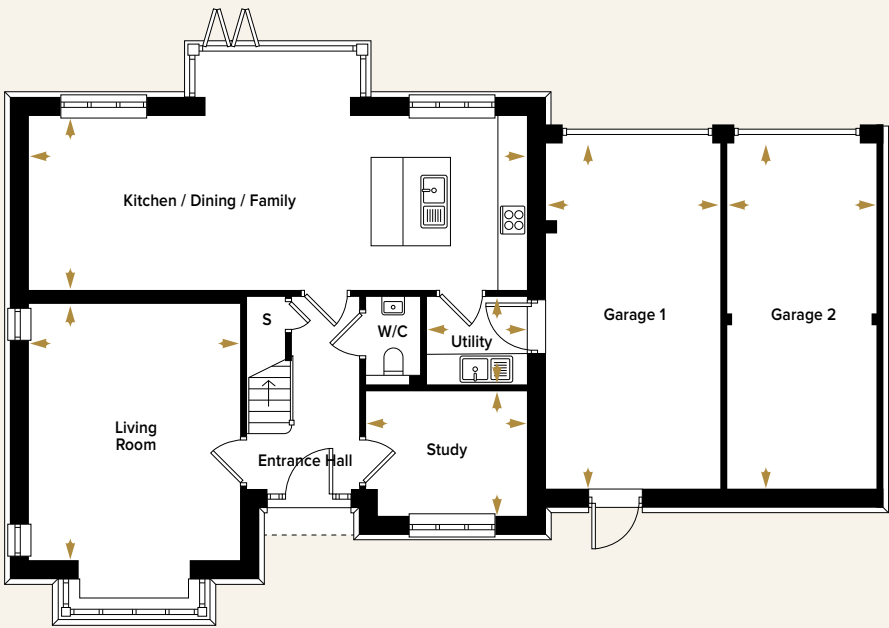 Kitchen / Dining / Family
S
W/C
Utility
Garage 1
Garage 2
Living
Room
Entrance Hall
Study